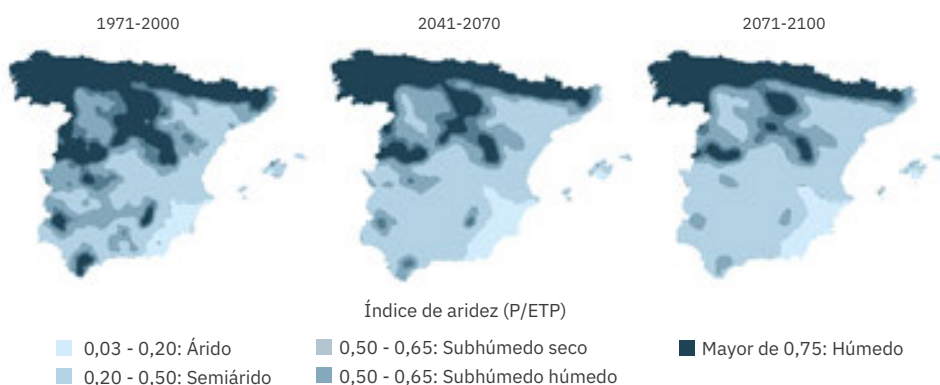 1971-2000
2041-2070
2071-2100
Índice de aridez (P/ETP)
0,03 - 0,20: Árido
0,50 - 0,65: Subhúmedo seco
Mayor de 0,75: Húmedo
0,20 - 0,50: Semiárido
0,50 - 0,65: Subhúmedo húmedo